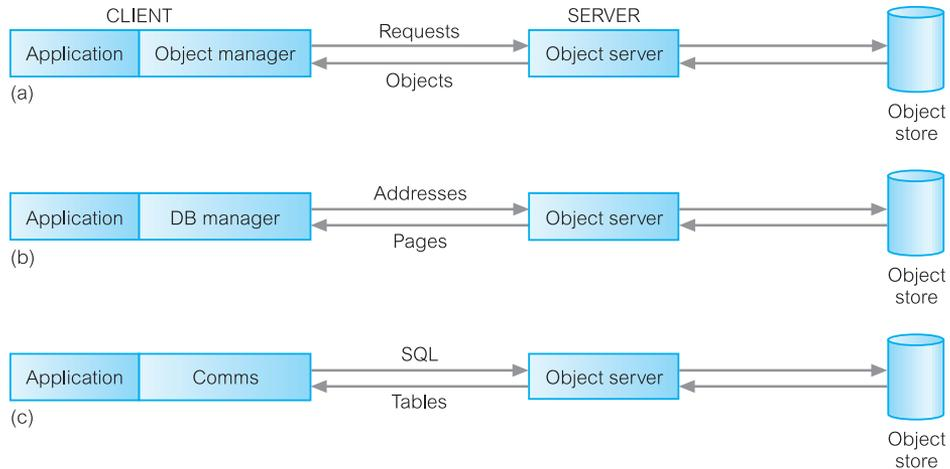 CLIENT
SERVER
Application
Object manager
Requests
Objects
Object server
Object
store
(a)
Application
DB manager
Addresses
Pages
Object server
Object
store
(b)
Application
Comms
SQL
Tables
Object server
Object
store
(c)